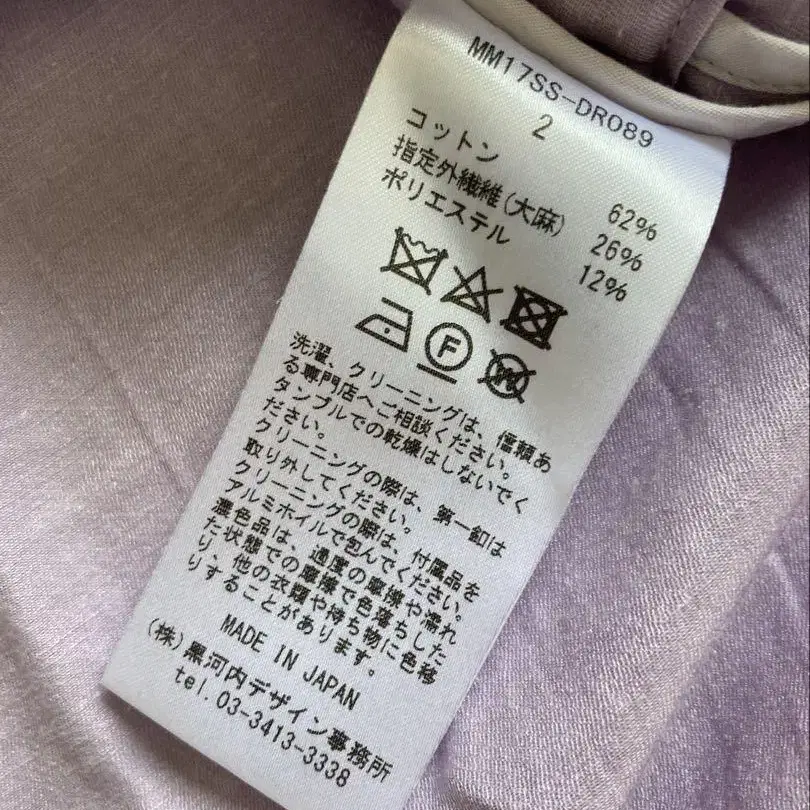 MM17SS-DR089
2
コットン 62%
指定外繊維(大麻) 26%
ポリエステル 12%
F
W
洗濯、クリーニングは、信頼あ
る専門店へご相談ください。
タンブルでの乾燥はしないでく
ださい。
クリーニングの際は、第一釦は
取り外してください。
クリーニングの際は、付属品を
アルミホイルで包んでください。
濃色品は、過度の摩擦や濡れ
た状態での摩擦で色落ちした
り、他の衣類や持ち物に色移
りすることがあります。
MADE IN JAPAN
(株)黒河内デザイン事務所
tel.03-3413-3338